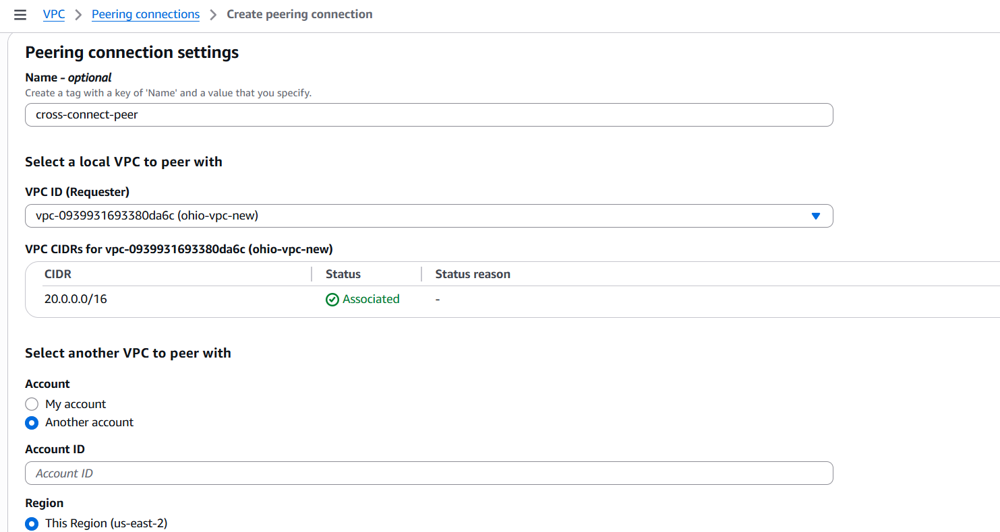 VPC > Peering connections > Create peering connection
Peering connection settings
Name - optional
Create a tag with a key of 'Name' and a value that you specify.
cross-connect-peer
Select a local VPC to peer with
VPC ID (Requester)
vpc-0939931693380da6c (ohio-vpc-new)
VPC CIDRs for vpc-0939931693380da6c (ohio-vpc-new)
CIDR Status Status reason
20.0.0.0/16 Associated -
Select another VPC to peer with
Account
My account
Another account
Account ID
Account ID
Region
This Region (us-east-2)